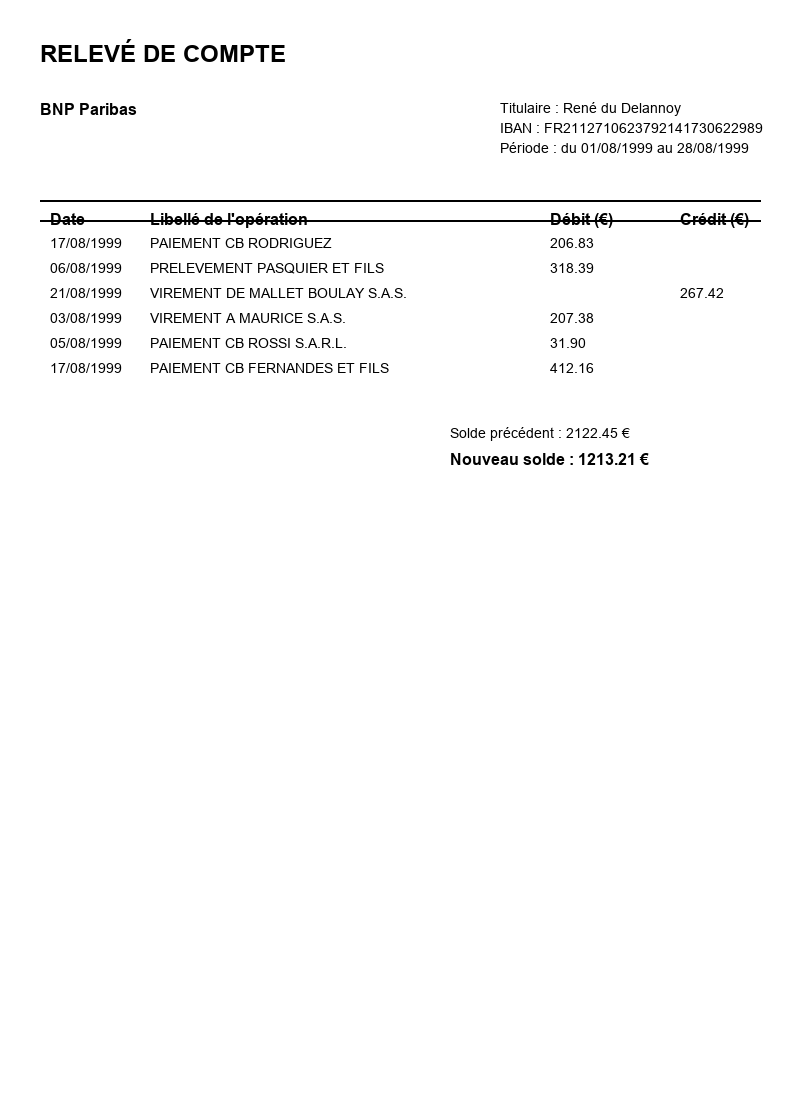 RELEVÉ DE COMPTE
BNP Paribas
Titulaire : René du Delannoy
IBAN : FR2112710623792141730622989
Période : du 01/08/1999 au 28/08/1999
Date Libellé de l'opération Débit (€) Crédit (€)
17/08/1999 PAIEMENT CB RODRIGUEZ 206.83
06/08/1999 PRELEVEMENT PASQUIER ET FILS 318.39
21/08/1999 VIREMENT DE MALLET BOULAY S.A.S. 267.42
03/08/1999 VIREMENT A MAURICE S.A.S. 207.38
05/08/1999 PAIEMENT CB ROSSI S.A.R.L. 31.90
17/08/1999 PAIEMENT CB FERNANDES ET FILS 412.16
Solde précédent : 2122.45 €
Nouveau solde : 1213.21 €